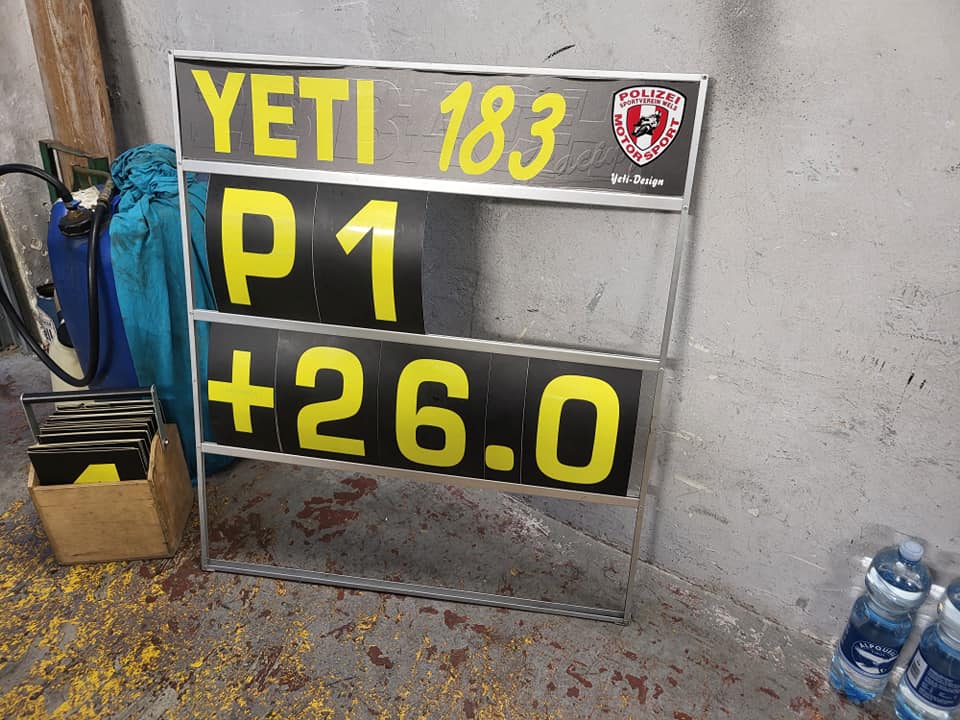 YETI 183
POLIZEI
SPORTVEREIN WELS
MOTORSPORT
Yeti-Design
P1
+26.0